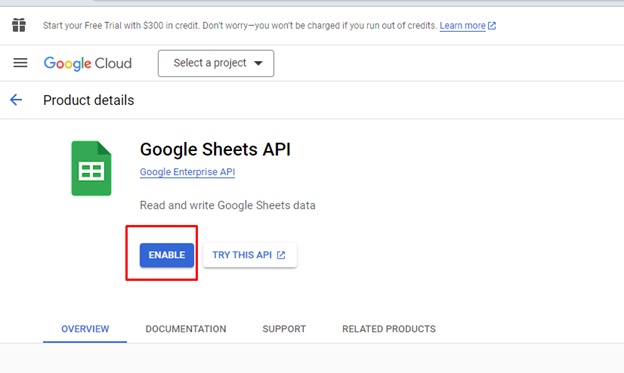 Start your Free Trial with $300 in credit. Don't worry—you won't be charged if you run out of credits. Learn more
Google Cloud
Select a project
Product details
Google Sheets API
Google Enterprise API
Read and write Google Sheets data
ENABLE
TRY THIS API
OVERVIEW DOCUMENTATION SUPPORT RELATED PRODUCTS